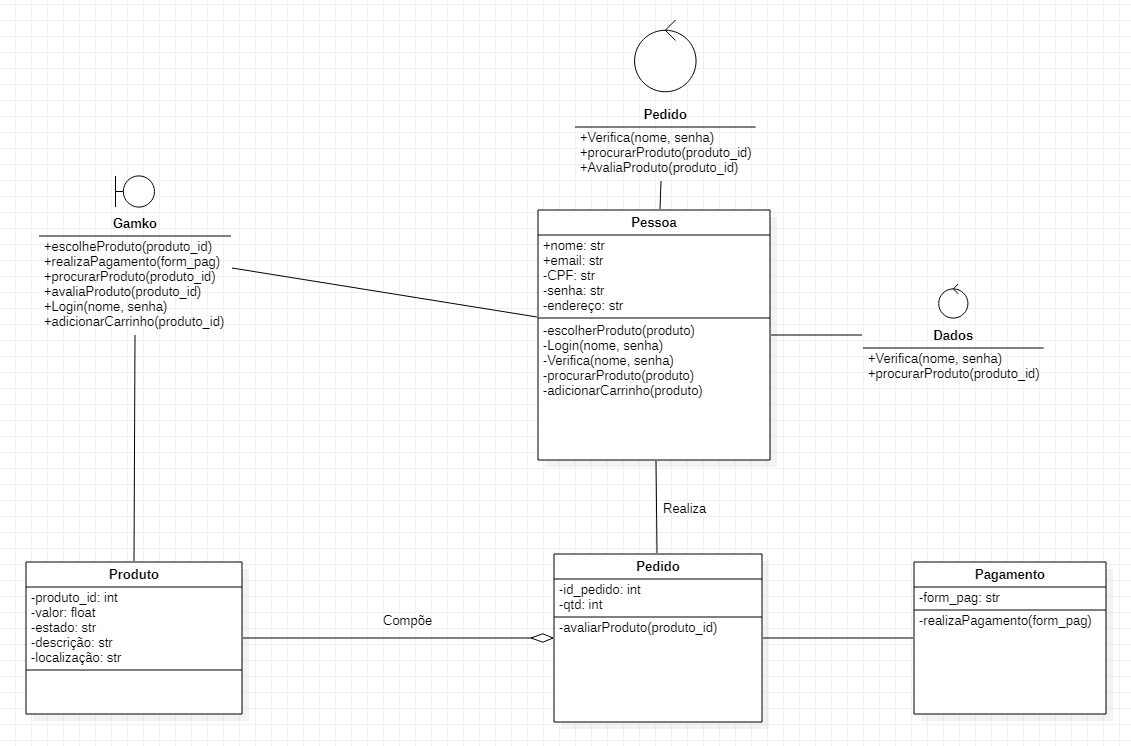 Pedido
+Verifica(nome, senha)
+procurarProduto(produto_id)
+AvaliaProduto(produto_id)
Gamko
+escolheProduto(produto_id)
+realizaPagamento(form_pag)
+procurarProduto(produto_id)
+avaliaProduto(produto_id)
+Login(nome, senha)
+adicionarCarrinho(produto_id)
Pessoa
+nome: str
+email: str
-CPF: str
-senha: str
-endereço: str
-escolherProduto(produto)
-Login(nome, senha)
-Verifica(nome, senha)
-procurarProduto(produto)
-adicionarCarrinho(produto)
Dados
+Verifica(nome, senha)
+procurarProduto(produto_id)
Realiza
Produto
-produto_id: int
-valor: float
-estado: str
-descrição: str
-localização: str
Compõe
Pedido
-id_pedido: int
-qtd: int
-avaliarProduto(produto_id)
Pagamento
-form_pag: str
-realizaPagamento(form_pag)